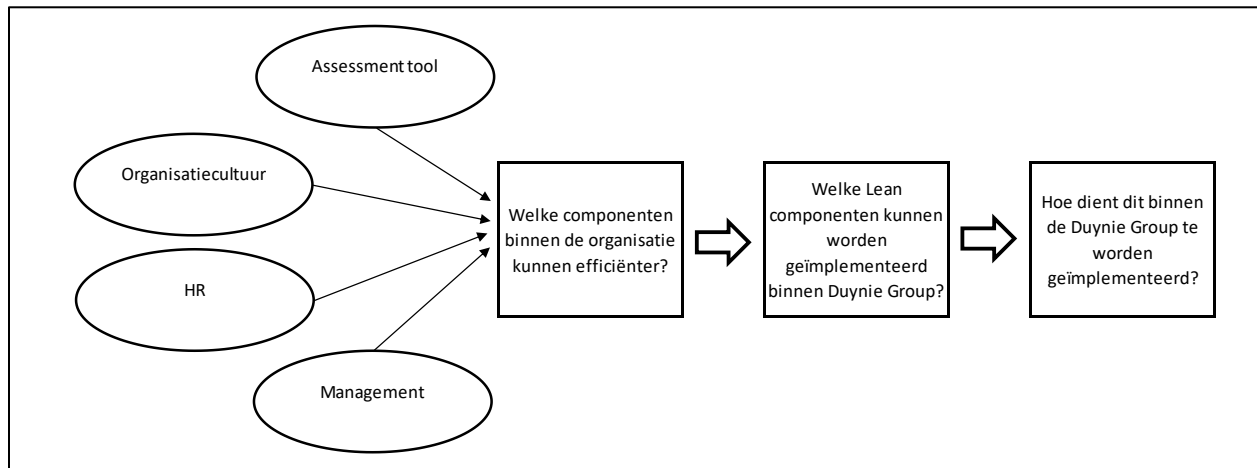 Assessment tool
Organisatiecultuur
HR
Management
Welke componenten
binnen de organisatie
kunnen efficiënter?
Welke Lean
componenten kunnen
worden
geïmplementeerd
binnen Duynie Group?
Hoe dient dit binnen
de Duynie Group te
worden
geïmplementeerd?